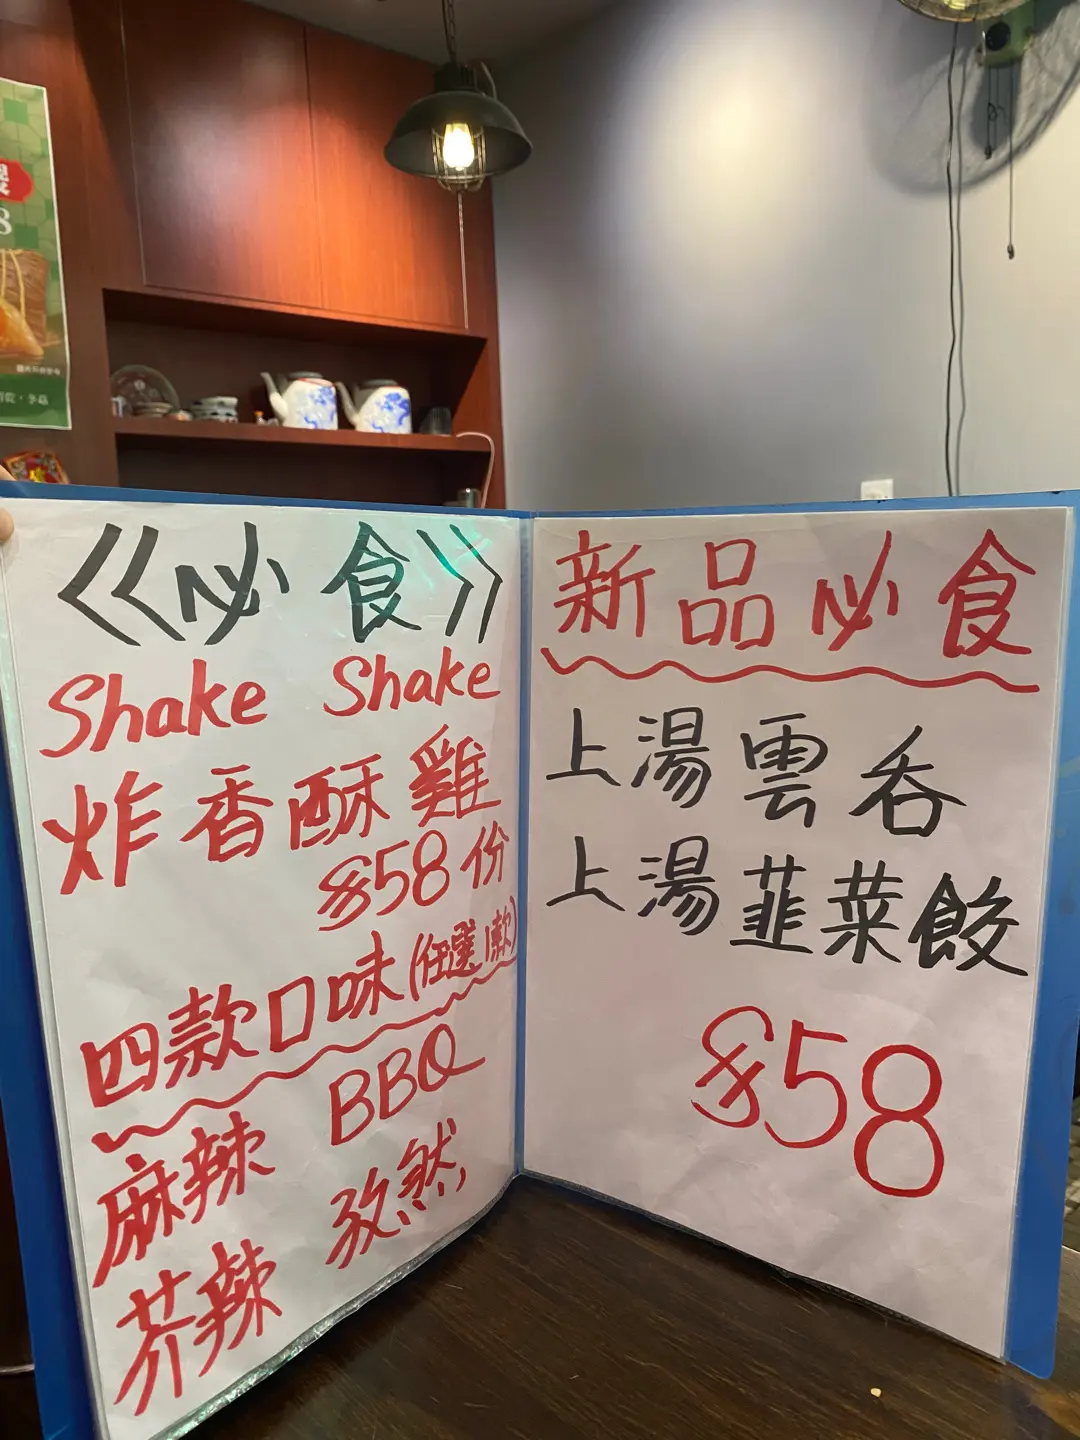 《必食》
Shake Shake
炸香酥雞
$58份
四款口味(任選1款)
麻辣 BBQ
芥辣 孜然
新品必食
上湯雲吞
上湯韮菜餃
$58
8